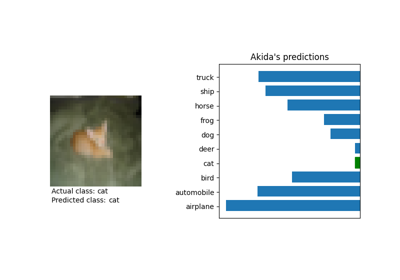 Akida's predictions
truck
ship
horse
frog
dog
deer
cat
bird
automobile
airplane
Actual class: cat
Predicted class: cat